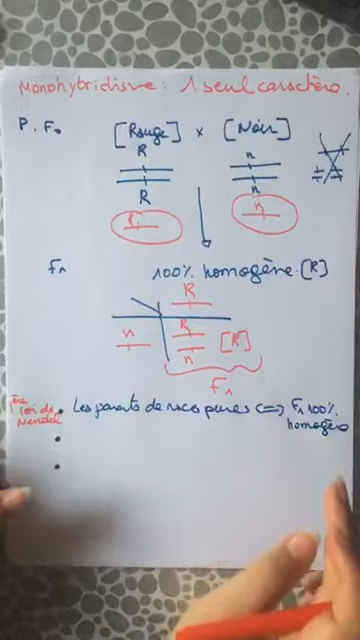 Monohybridisme: 1 seul caractère.
P. F0 [Rouge] x [Noir]
R n
R n
R n
F1 100% homogène. [R]
R
n R [R]
n
F1
1ère loi de Mendel • Les parents de races pures <=> F1 100% homogène
•
•